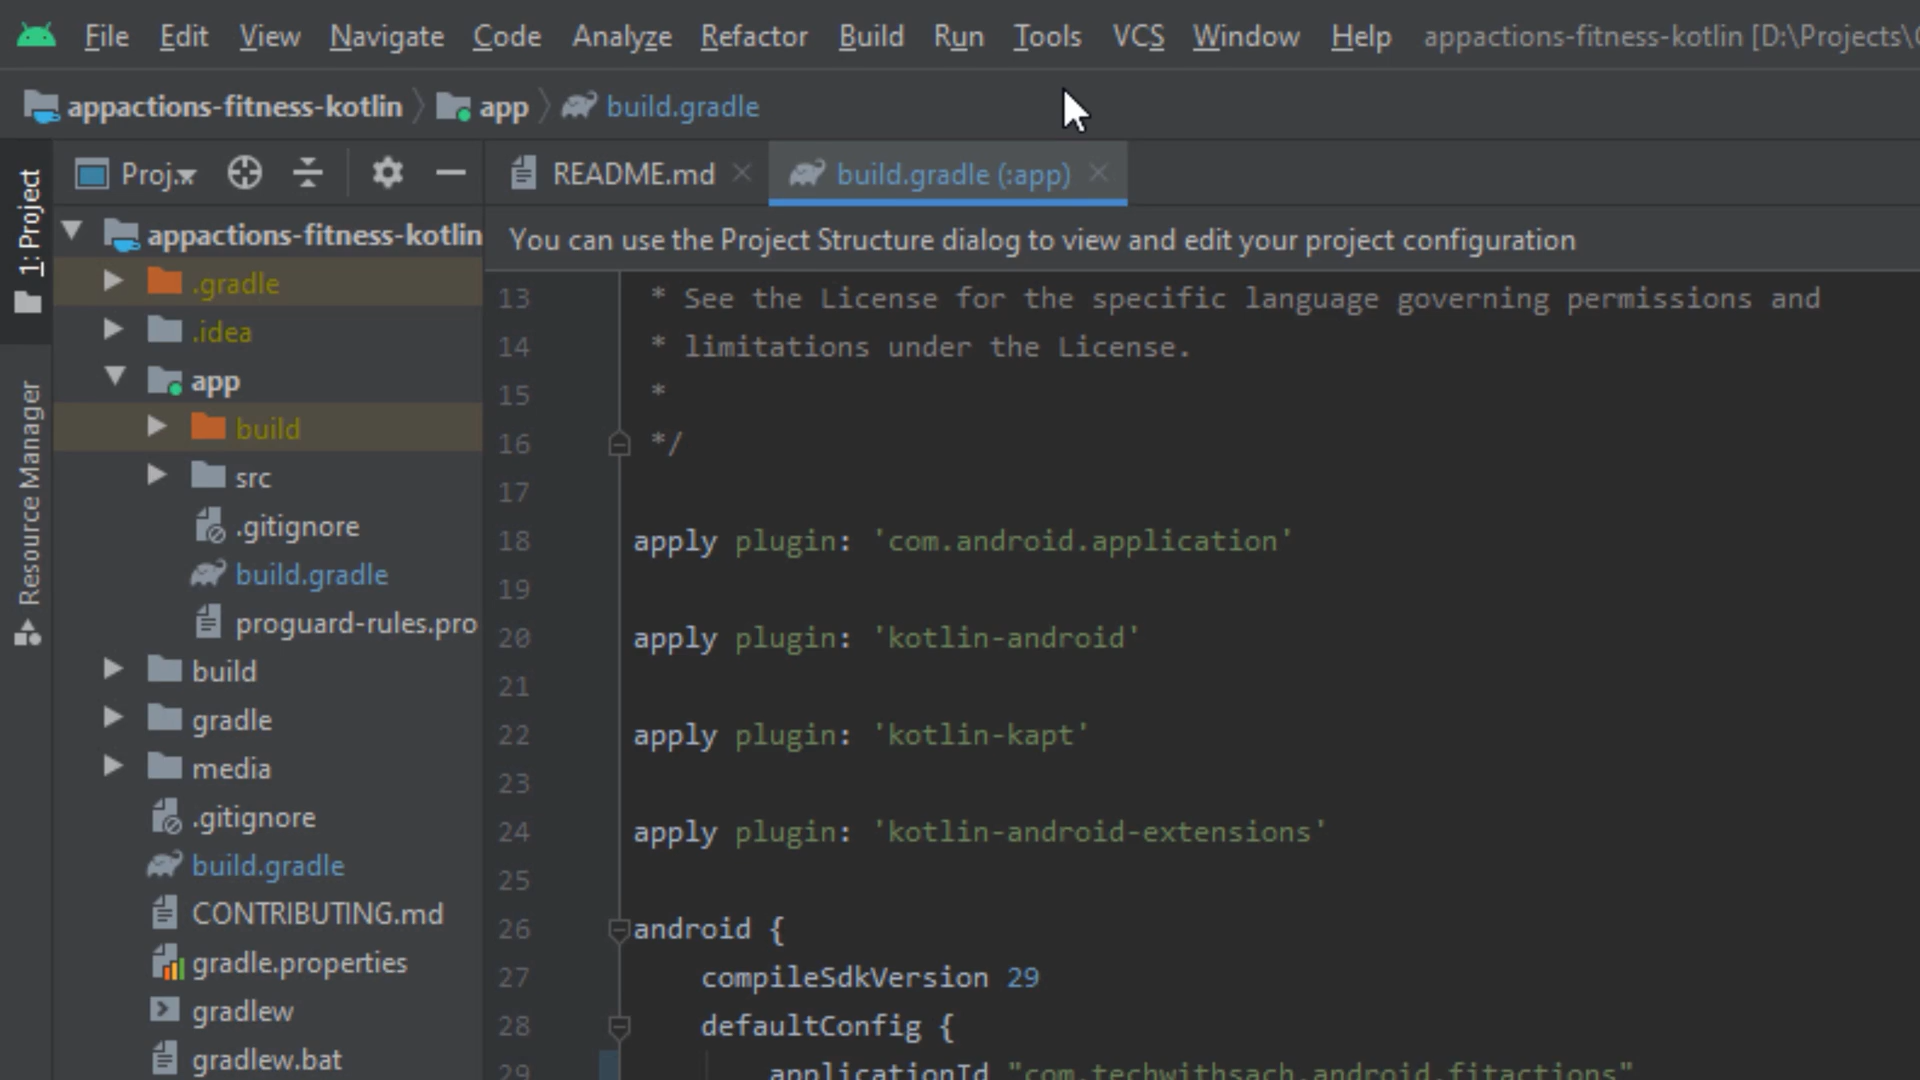 File Edit View Navigate Code Analyze Refactor Build Run Tools VCS Window Help appactions-fitness-kotlin [D:\Projects\
appactions-fitness-kotlin app build.gradle
1: Project
Resource Manager
Proj...
appactions-fitness-kotlin
.gradle
.idea
app
build
src
.gitignore
build.gradle
proguard-rules.pro
build
gradle
media
.gitignore
build.gradle
CONTRIBUTING.md
gradle.properties
gradlew
gradlew.bat
README.md build.gradle (:app)
You can use the Project Structure dialog to view and edit your project configuration
13 * See the License for the specific language governing permissions and
14 * limitations under the License.
15 *
16 */
17
18 apply plugin: 'com.android.application'
19
20 apply plugin: 'kotlin-android'
21
22 apply plugin: 'kotlin-kapt'
23
24 apply plugin: 'kotlin-android-extensions'
25
26 android {
27 compileSdkVersion 29
28 defaultConfig {
29 applicationId "com.techwithsach.android.fitactions"